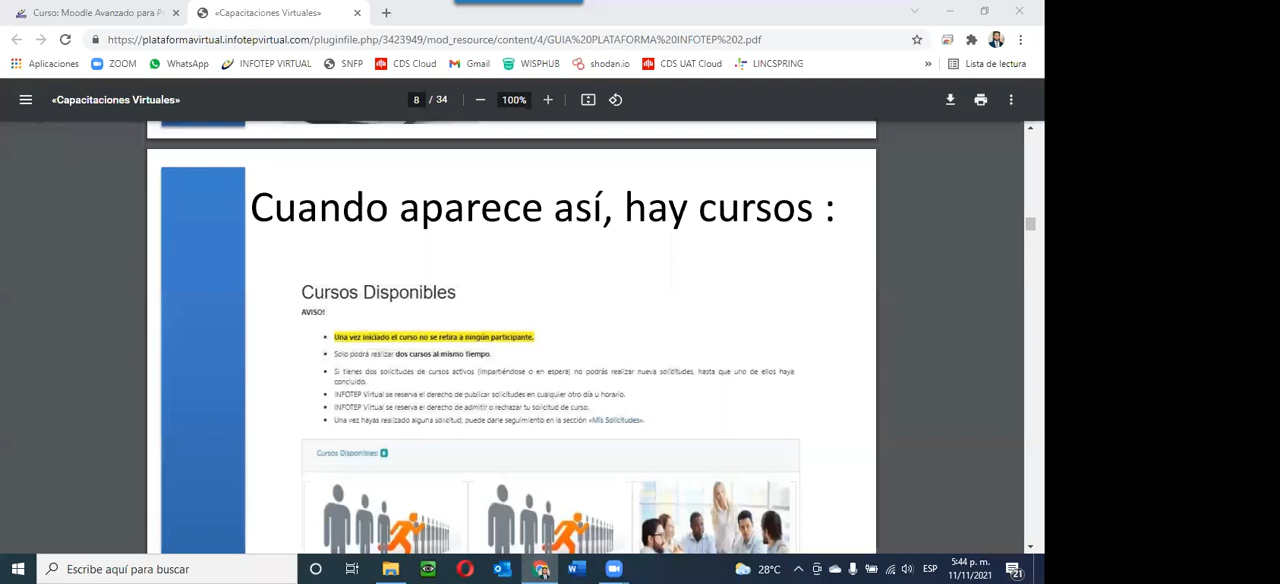 Curso: Moodle Avanzado para P
«Capacitaciones Virtuales»
https://plataformavirtual.infotepvirtual.com/pluginfile.php/3423949/mod_resource/content/4/GUIA%20PLATAFORMA%20INFOTEP%202.pdf
Aplicaciones ZOOM WhatsApp INFOTEP VIRTUAL SNFP CDS Cloud Gmail WISPHUB shodan.io CDS UAT Cloud LINCSPRING » Lista de lectura
«Capacitaciones Virtuales» 8 / 34 100%
Cuando aparece así, hay cursos :
Cursos Disponibles
AVISO!
• Una vez iniciado el curso no se retira a ningún participante.
• Solo podrá realizar dos cursos al mismo tiempo.
• Si tienes dos solicitudes de cursos activos (impartiéndose o en espera) no podrás realizar nueva solicitudes, hasta que uno de ellos haya
concluido.
• INFOTEP Virtual se reserva el derecho de publicar solicitudes en cualquier otro día u horario.
• INFOTEP Virtual se reserva el derecho de admitir o rechazar tu solicitud de curso.
• Una vez hayas realizado alguna solicitud, puede darle seguimiento en la sección «Mis Solicitudes».
Cursos Disponibles: 6
Escribe aquí para buscar
28°C
ESP
5:44 p. m.
11/11/2021
21